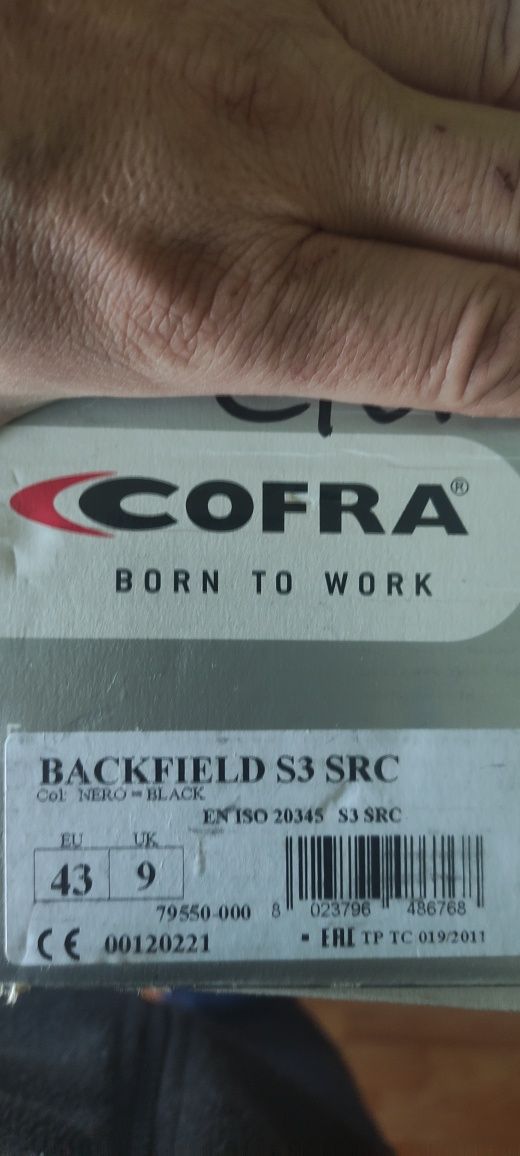 COFRA®
BORN TO WORK
BACKFIELD S3 SRC
Col: NERO = BLACK
EN ISO 20345 S3 SRC
EU UK
43 9
79550-000 8 023796 486768
CE 00120221 - EAC TP TC 019/2011